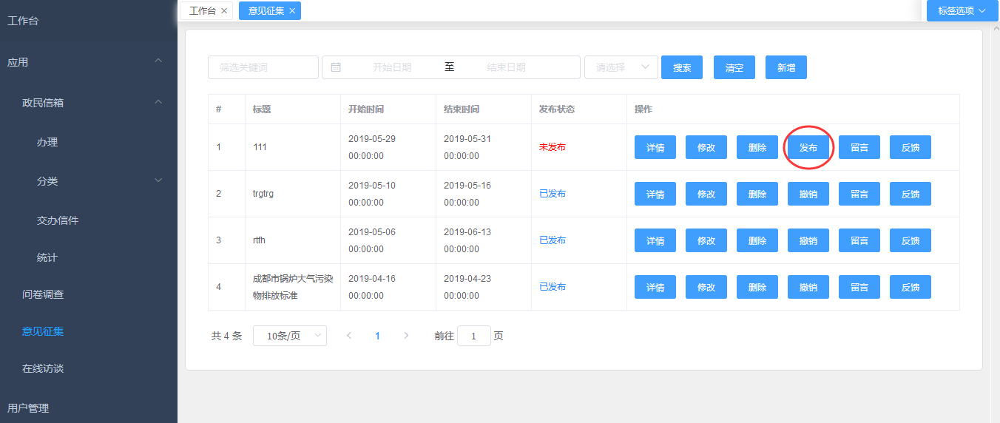 工作台
应用
政民信箱
办理
分类
交办信件
统计
问卷调查
意见征集
在线访谈
用户管理
工作台 意见征集 标签选项
筛选关键词 开始日期 至 结束日期 请选择 搜索 清空 新增
# 标题 开始时间 结束时间 发布状态 操作
1 111 2019-05-29 00:00:00 2019-05-31 00:00:00 未发布 详情 修改 删除 发布 留言 反馈
2 trgtrg 2019-05-10 00:00:00 2019-05-16 00:00:00 已发布 详情 修改 删除 撤销 留言 反馈
3 rtfh 2019-05-06 00:00:00 2019-06-13 00:00:00 已发布 详情 修改 删除 撤销 留言 反馈
4 成都市锅炉大气污染物排放标准 2019-04-16 00:00:00 2019-04-23 00:00:00 已发布 详情 修改 删除 撤销 留言 反馈
共 4 条 10条/页 1 前往 1 页